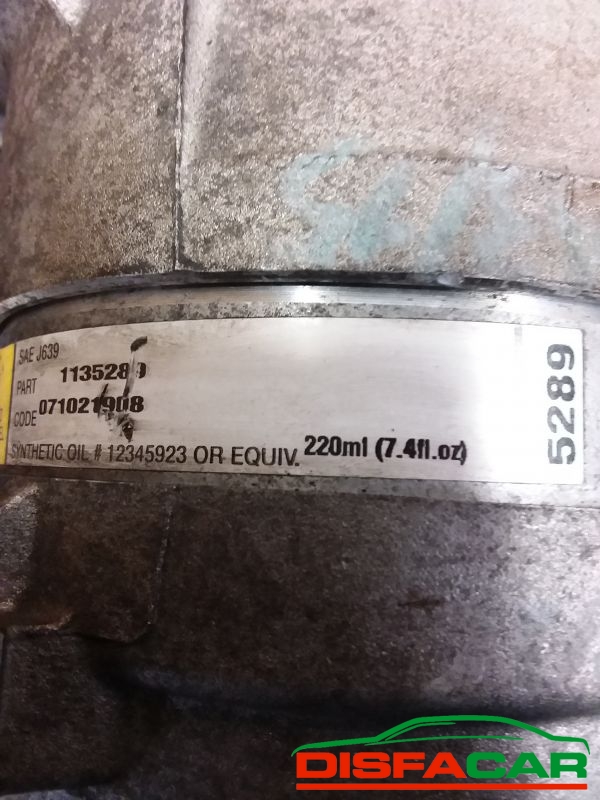 SAE J639
PART 1135289
CODE 071021908
SYNTHETIC OIL # 12345923 OR EQUIV. 220ml (7.4fl.oz)
5289
DISFACAR